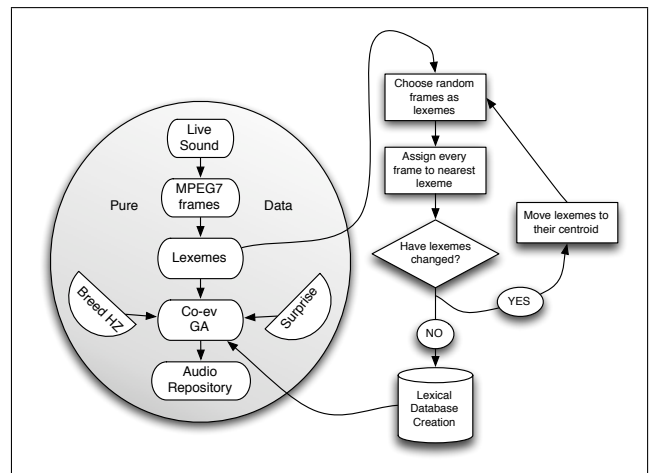 Live
Sound
MPEG7
frames
Pure
Data
Lexemes
Breed HZ
Co-ev
GA
Surprise
Audio
Repository
Choose random
frames as
lexemes
Assign every
frame to nearest
lexeme
Have lexemes
changed?
Move lexemes to
their centroid
YES
NO
Lexical
Database
Creation